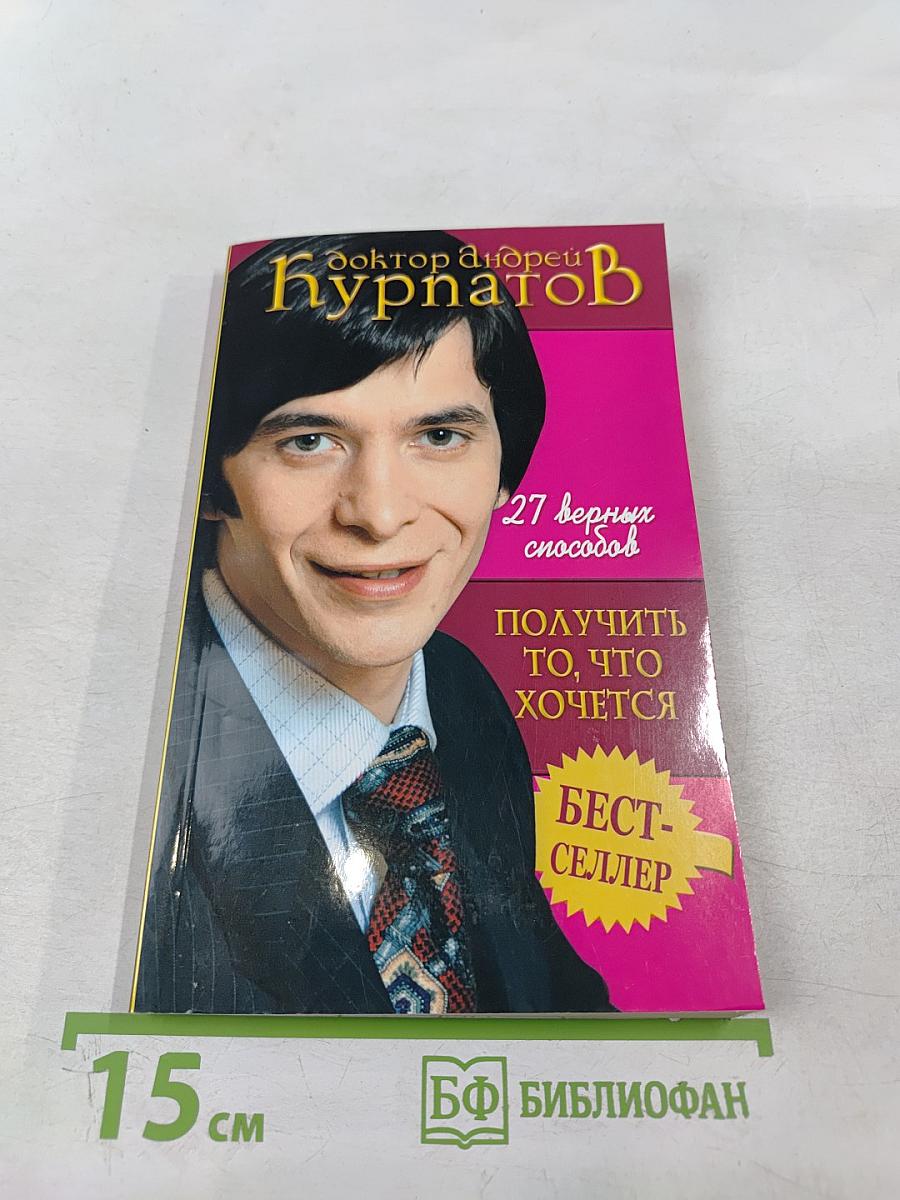 доктор Андрей
Курпатов
27 верных
способов
ПОЛУЧИТЬ
ТО, ЧТО
ХОЧЕТСЯ
БЕСТ-
СЕЛЛЕР
15 см
БФ БИБЛИОФАН